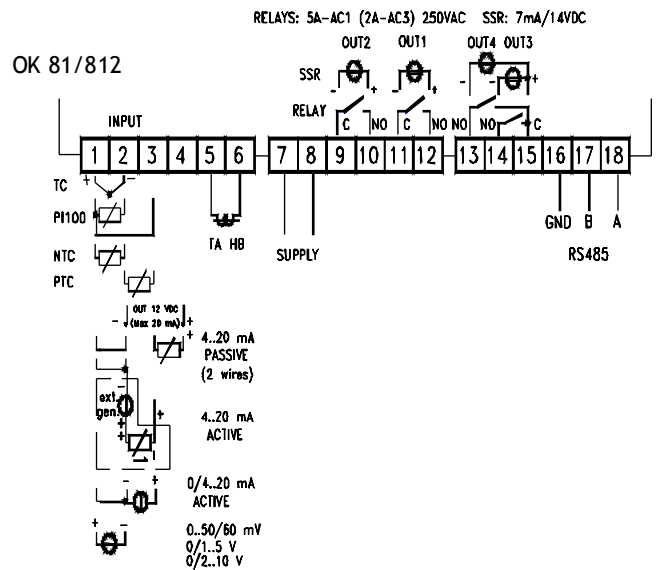 RELAYS: 5A-AC1 (2A-AC3) 250VAC SSR: 7mA/14VDC
OUT2 OUT1 OUT4 OUT3
OK 81/812
SSR - + - + - - +
RELAY
INPUT C NO C NO NO NO C
1 2 3 4 5 6 7 8 9 10 11 12 13 14 15 16 17 18
TC + -
PI100
GND B A
TA HB
SUPPLY
RS485
NTC
PTC
OUT 12 VDC
- (Max 20 mA) +
+
4..20 mA
PASSIVE
(2 wires)
-
ext.
gen.
+
+
+
4..20 mA
ACTIVE
- +
0/4..20 mA
ACTIVE
+ -
0..50/60 mV
0/1..5 V
0/2..10 V